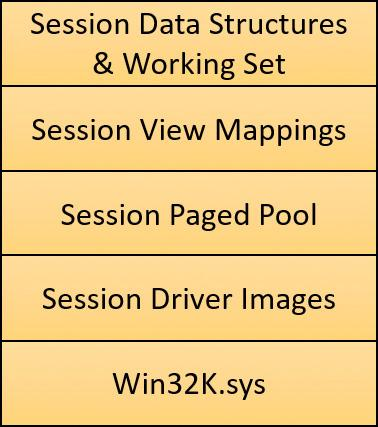 Session Data Structures
& Working Set
Session View Mappings
Session Paged Pool
Session Driver Images
Win32K.sys